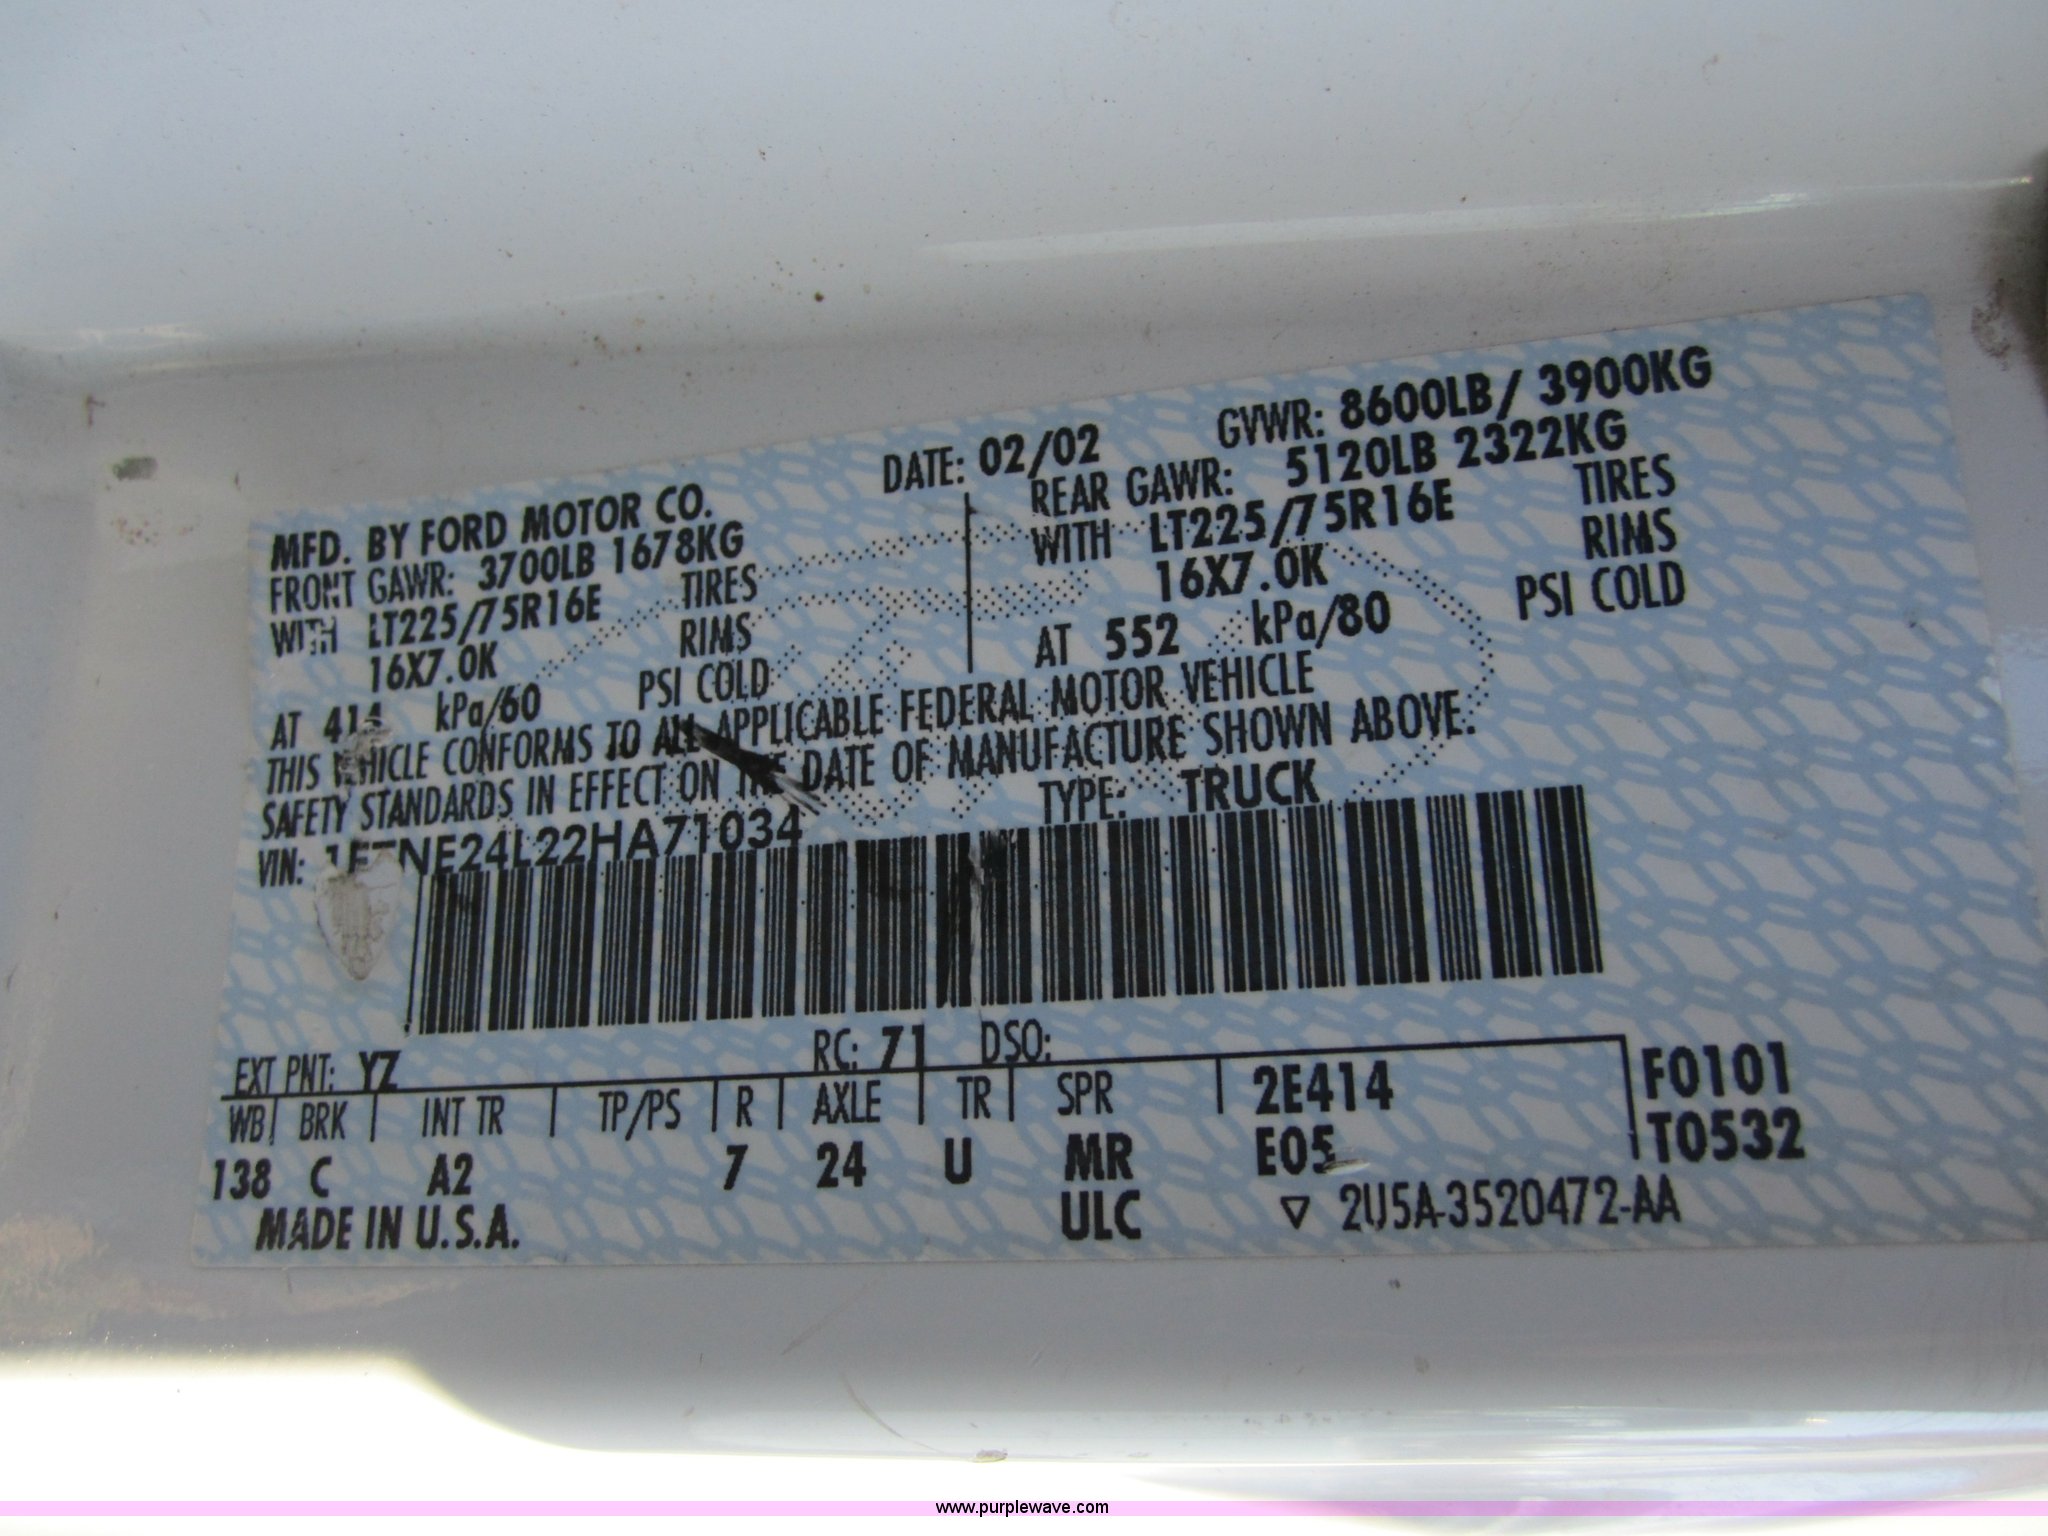 MFD. BY FORD MOTOR CO.
DATE: 02/02
GVWR: 8600LB/ 3900KG
FRONT GAWR: 3700LB 1678KG
REAR GAWR: 5120LB 2322KG
WITH LT225/75R16E TIRES
WITH LT225/75R16E TIRES
16X7.0K RIMS
16X7.0K RIMS
AT 414 kPa/60 PSI COLD
AT 552 kPa/80 PSI COLD
THIS VEHICLE CONFORMS TO ALL APPLICABLE FEDERAL MOTOR VEHICLE
SAFETY STANDARDS IN EFFECT ON THE DATE OF MANUFACTURE SHOWN ABOVE.
VIN: 1FTNE24L22HA71034
TYPE: TRUCK
EXT PNT: YZ RC: 71 DSO:
WB BRK INT TR TP/PS R AXLE TR SPR 2E414 F0101
138 C A2 7 24 U MR E05 T0532
MADE IN U.S.A. ULC ▽ 2U5A-3520472-AA
www.purplewave.com